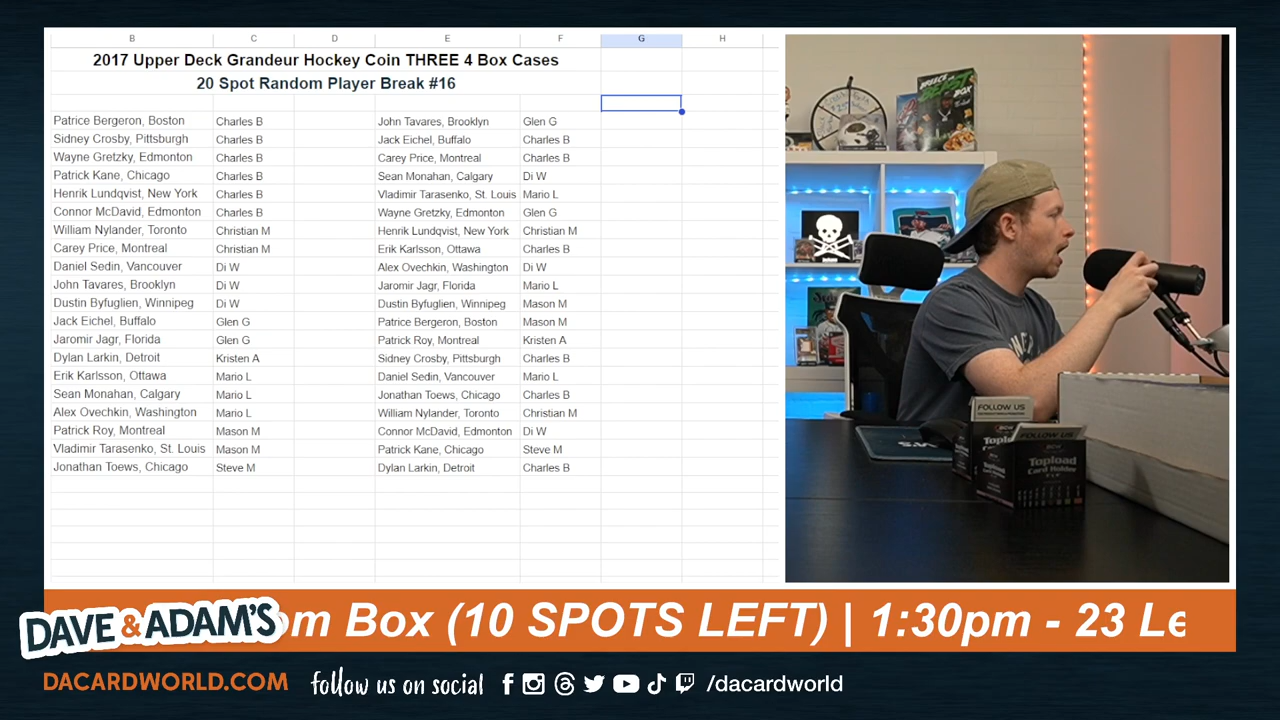 B C D E F G H
2017 Upper Deck Grandeur Hockey Coin THREE 4 Box Cases
20 Spot Random Player Break #16
Patrice Bergeron, Boston Charles B John Tavares, Brooklyn Glen G
Sidney Crosby, Pittsburgh Charles B Jack Eichel, Buffalo Charles B
Wayne Gretzky, Edmonton Charles B Carey Price, Montreal Charles B
Patrick Kane, Chicago Charles B Sean Monahan, Calgary Di W
Henrik Lundqvist, New York Charles B Vladimir Tarasenko, St. Louis Mario L
Connor McDavid, Edmonton Charles B Wayne Gretzky, Edmonton Glen G
William Nylander, Toronto Christian M Henrik Lundqvist, New York Christian M
Carey Price, Montreal Christian M Erik Karlsson, Ottawa Charles B
Daniel Sedin, Vancouver Di W Alex Ovechkin, Washington Di W
John Tavares, Brooklyn Di W Jaromir Jagr, Florida Mario L
Dustin Byfuglien, Winnipeg Di W Dustin Byfuglien, Winnipeg Mason M
Jack Eichel, Buffalo Glen G Patrice Bergeron, Boston Mason M
Jaromir Jagr, Florida Glen G Patrick Roy, Montreal Kristen A
Dylan Larkin, Detroit Kristen A Sidney Crosby, Pittsburgh Charles B
Erik Karlsson, Ottawa Mario L Daniel Sedin, Vancouver Mario L
Sean Monahan, Calgary Mario L Jonathan Toews, Chicago Charles B
Alex Ovechkin, Washington Mario L William Nylander, Toronto Christian M
Patrick Roy, Montreal Mason M Connor McDavid, Edmonton Di W
Vladimir Tarasenko, St. Louis Mason M Patrick Kane, Chicago Steve M
Jonathan Toews, Chicago Steve M Dylan Larkin, Detroit Charles B
BEAST
BOX
FOLLOW US
FOLLOW US
BCW
Topload
Card Holder
DAVE & ADAM'S
om Box (10 SPOTS LEFT) | 1:30pm - 23 Le
DACARDWORLD.COM follow us on social /dacardworld